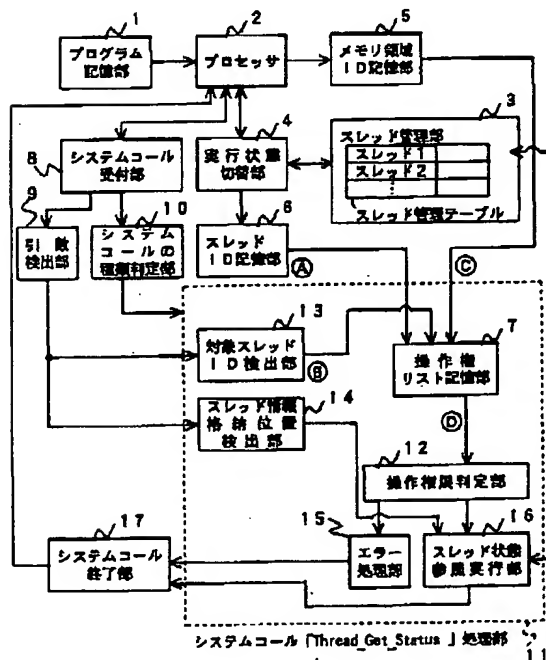 1
プログラム
記憶部
2
プロセッサ
5
メモリ領域
ID記憶部
3
スレッド管理部
スレッド1
スレッド2
スレッド管理テーブル
4
実行状態
切替部
8
システムコール
受付部
9
引数
検出部
10
システム
コールの
種類判定部
6
スレッド
ID記憶部
Ⓐ
Ⓒ
13
対象スレッド
ID検出部
Ⓑ
7
操作権
リスト記憶部
14
スレッド情報
格納位置
検出部
Ⓓ
12
操作権限判定部
15
エラー
処理部
16
スレッド状態
参照実行部
17
システムコール
終了部
システムコール「Thread_Get_Status」処理部
11